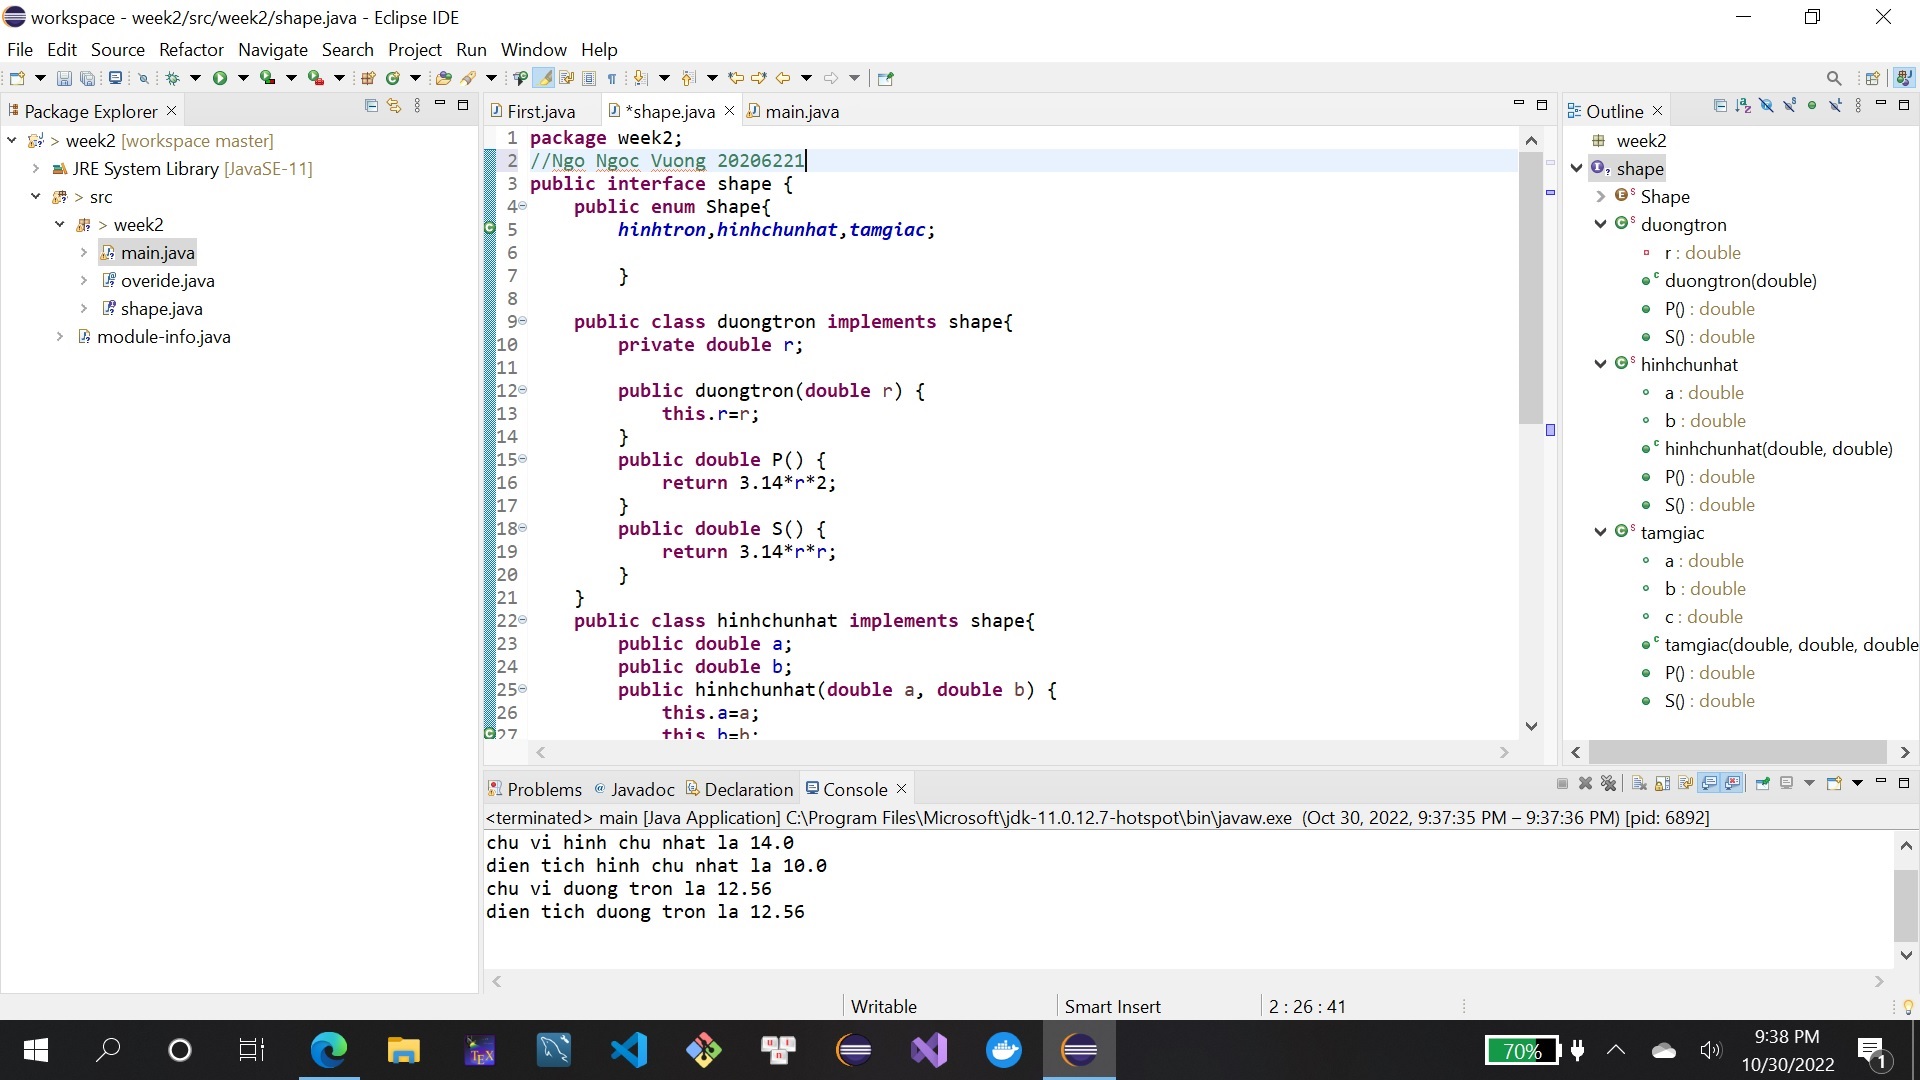 workspace - week2/src/week2/shape.java - Eclipse IDE
File Edit Source Refactor Navigate Search Project Run Window Help
Package Explorer
> week2 [workspace master]
JRE System Library [JavaSE-11]
> src
> week2
main.java
overide.java
shape.java
module-info.java
First.java *shape.java main.java
1 package week2;
2 //Ngo Ngoc Vuong 20206221
3 public interface shape {
4 public enum Shape{
5 hinhtron,hinhchunhat,tamgiac;
6
7 }
8
9 public class duongtron implements shape{
10 private double r;
11
12 public duongtron(double r) {
13 this.r=r;
14 }
15 public double P() {
16 return 3.14*r*2;
17 }
18 public double S() {
19 return 3.14*r*r;
20 }
21 }
22 public class hinhchunhat implements shape{
23 public double a;
24 public double b;
25 public hinhchunhat(double a, double b) {
26 this.a=a;
27 this.b=b;
Outline
week2
shape
Shape
duongtron
r : double
duongtron(double)
P() : double
S() : double
hinhchunhat
a : double
b : double
hinhchunhat(double, double)
P() : double
S() : double
tamgiac
a : double
b : double
c : double
tamgiac(double, double, double
P() : double
S() : double
Problems Javadoc Declaration Console
<terminated> main [Java Application] C:\Program Files\Microsoft\jdk-11.0.12.7-hotspot\bin\javaw.exe (Oct 30, 2022, 9:37:35 PM – 9:37:36 PM) [pid: 6892]
chu vi hinh chu nhat la 14.0
dien tich hinh chu nhat la 10.0
chu vi duong tron la 12.56
dien tich duong tron la 12.56
Writable Smart Insert 2 : 26 : 41
70%
9:38 PM
10/30/2022
1